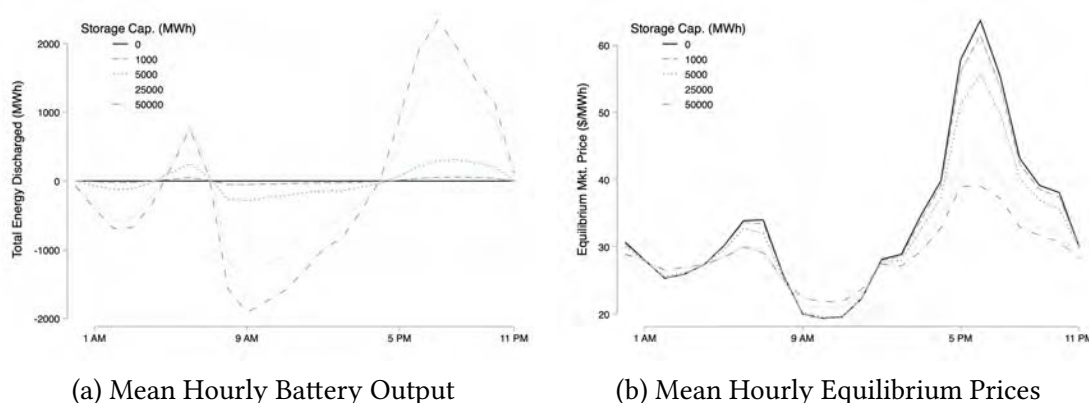 Storage Cap. (MWh)
0
1000
5000
25000
50000
Total Energy Discharged (MWh)
2000
1000
0
-1000
-2000
1 AM
9 AM
5 PM
11 PM
(a) Mean Hourly Battery Output
Storage Cap. (MWh)
0
1000
5000
25000
50000
Equilibrium Mkt. Price ($/MWh)
60
50
40
30
20
1 AM
9 AM
5 PM
11 PM
(b) Mean Hourly Equilibrium Prices